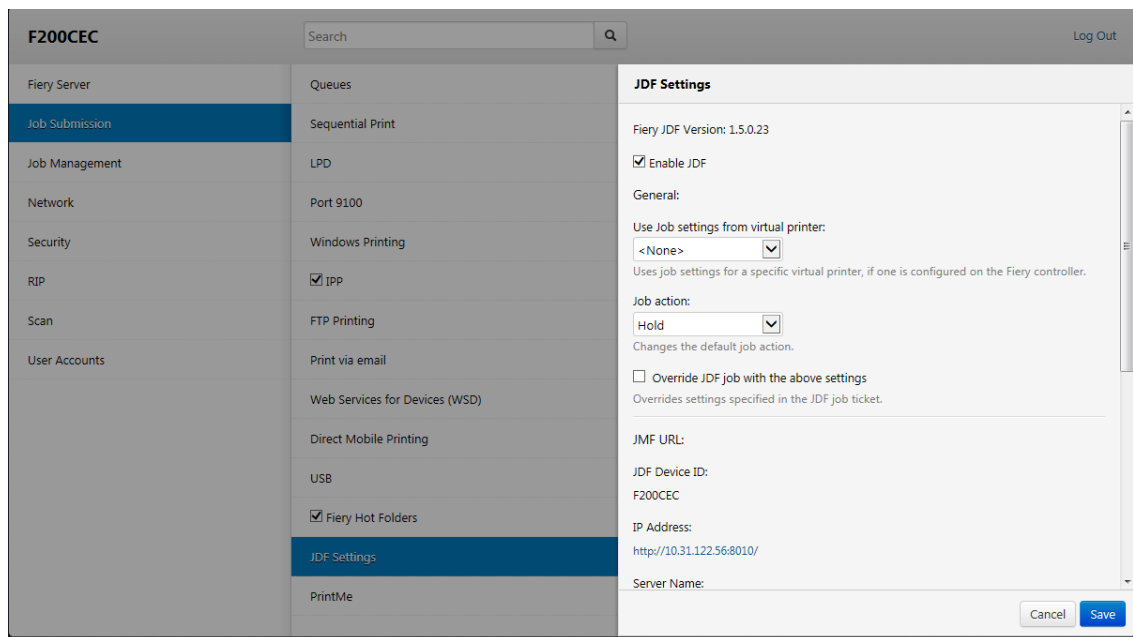 F200CEC
Search
Log Out
Fiery Server
Job Submission
Job Management
Network
Security
RIP
Scan
User Accounts
Queues
Sequential Print
LPD
Port 9100
Windows Printing
IPP
FTP Printing
Print via email
Web Services for Devices (WSD)
Direct Mobile Printing
USB
Fiery Hot Folders
JDF Settings
PrintMe
JDF Settings
Fiery JDF Version: 1.5.0.23
Enable JDF
General:
Use Job settings from virtual printer:
<None>
Uses job settings for a specific virtual printer, if one is configured on the Fiery controller.
Job action:
Hold
Changes the default job action.
Override JDF job with the above settings
Overrides settings specified in the JDF job ticket.
JMF URL:
JDF Device ID:
F200CEC
IP Address:
http://10.31.122.56:8010/
Server Name:
Cancel
Save